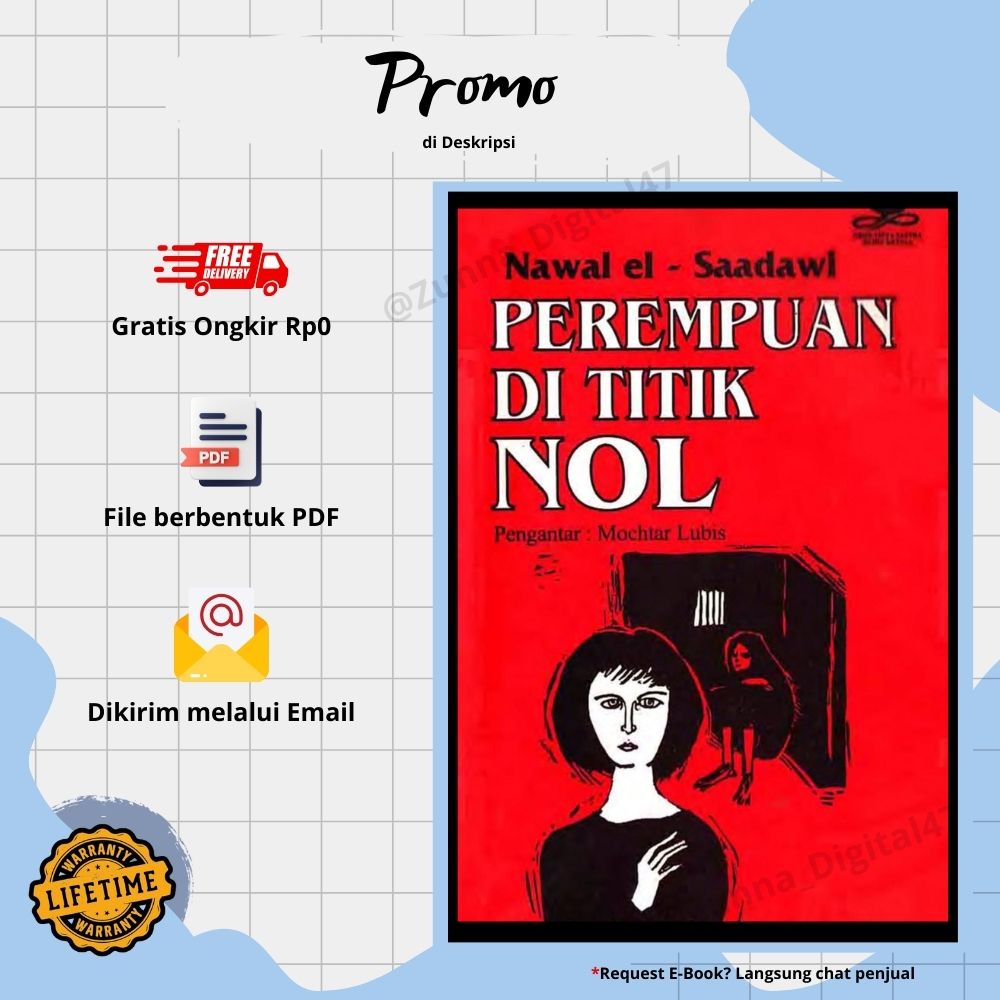 Promo
di Deskripsi
FREE
DELIVERY
Gratis Ongkir Rp0
PDF
File berbentuk PDF
@
Dikirim melalui Email
WARRANTY
LIFETIME
WARRANTY
@Zunna_Digital47
Nawal el - Saadawi
PEREMPUAN
DI TITIK
NOL
Pengantar : Mochtar Lubis
*Request E-Book? Langsung chat penjual